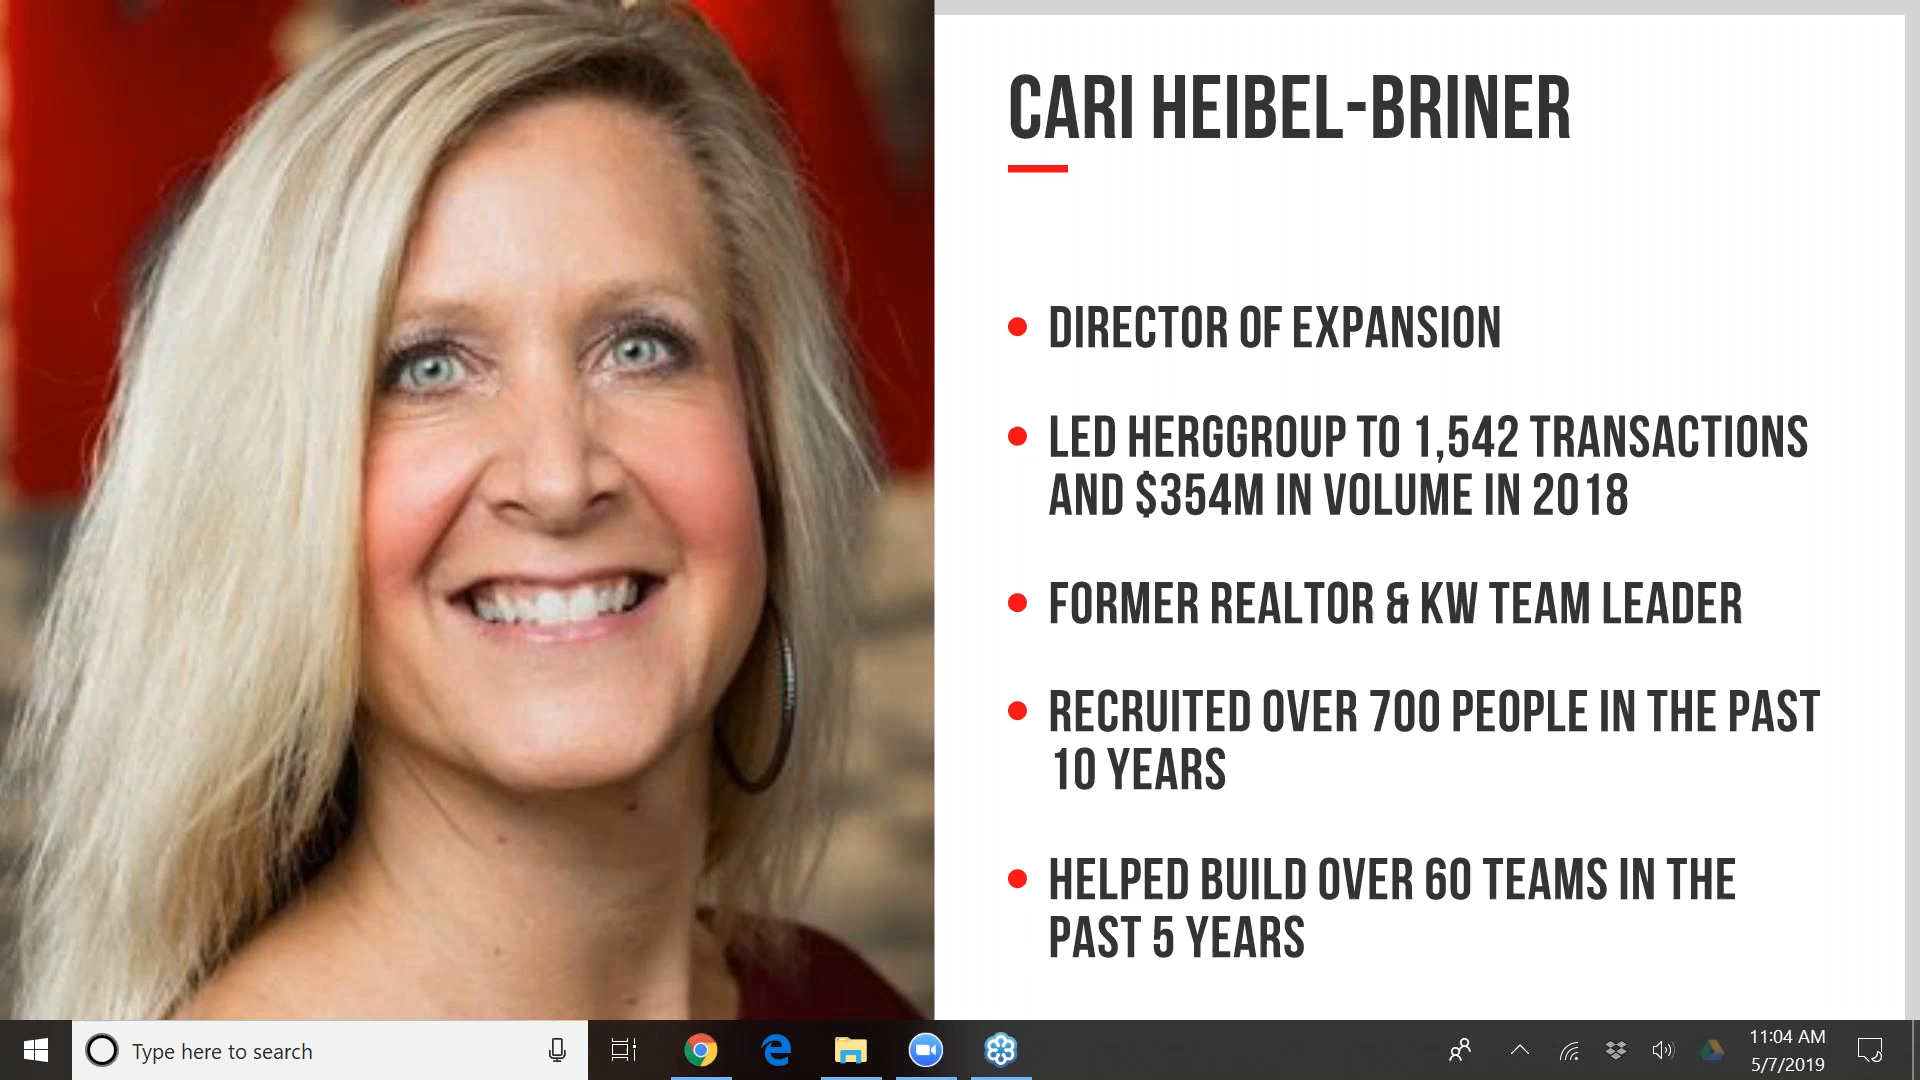 CARI HEIBEL-BRINER
DIRECTOR OF EXPANSION
LED HERGGROUP TO 1,542 TRANSACTIONS
AND $354M IN VOLUME IN 2018
FORMER REALTOR & KW TEAM LEADER
RECRUITED OVER 700 PEOPLE IN THE PAST
10 YEARS
HELPED BUILD OVER 60 TEAMS IN THE
PAST 5 YEARS
Type here to search
11:04 AM
5/7/2019